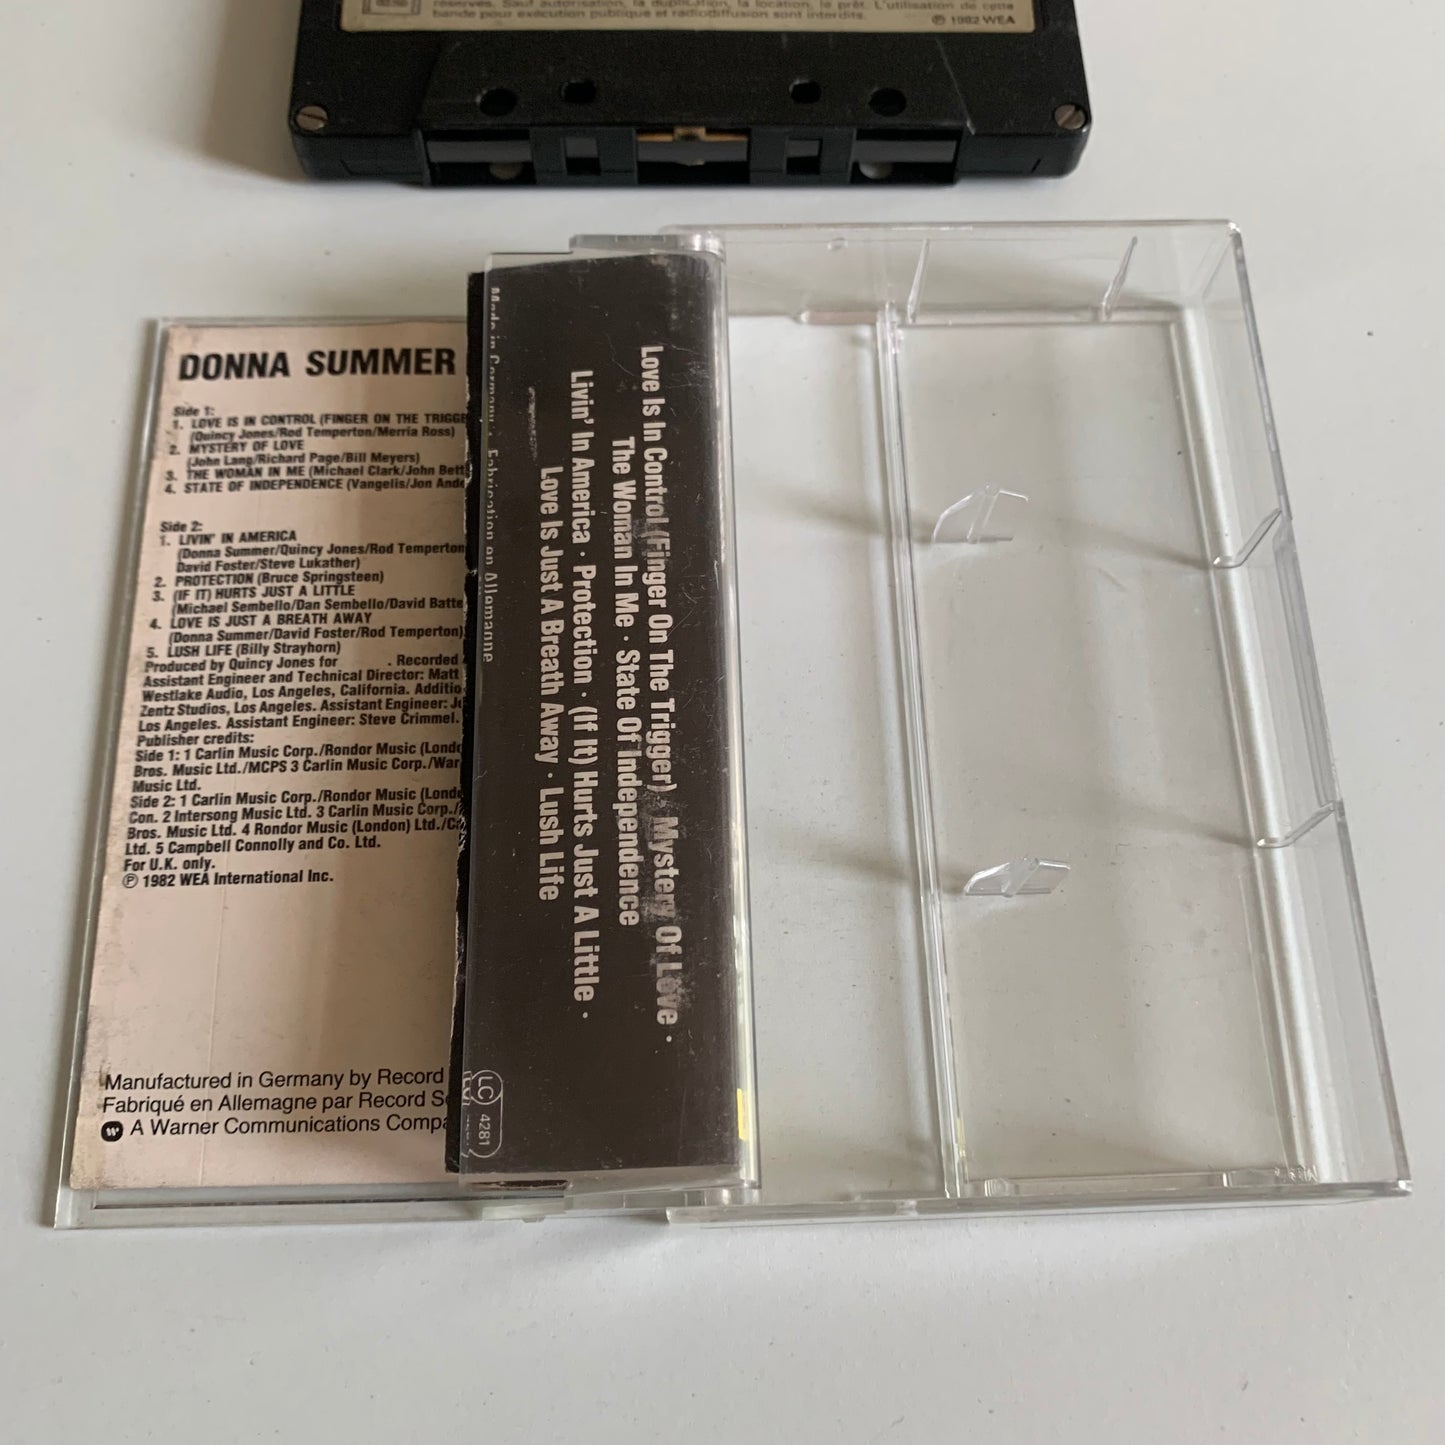 réservés. Sauf autorisation, la duplication, la location, le prêt. L'utilisation de cette
bande pour exécution publique et radiodiffusion sont interdits.
℗ 1982 WEA
DONNA SUMMER
Side 1:
1. LOVE IS IN CONTROL (FINGER ON THE TRIGGE
(Quincy Jones/Rod Temperton/Merria Ross)
2. MYSTERY OF LOVE
(John Lang/Richard Page/Bill Meyers)
3. THE WOMAN IN ME (Michael Clark/John Bett
4. STATE OF INDEPENDENCE (Vangelis/Jon Ande
Side 2:
1. LIVIN' IN AMERICA
(Donna Summer/Quincy Jones/Rod Temperton
David Foster/Steve Lukather)
2. PROTECTION (Bruce Springsteen)
3. (IF IT) HURTS JUST A LITTLE
(Michael Sembello/Dan Sembello/David Batte
4. LOVE IS JUST A BREATH AWAY
(Donna Summer/David Foster/Rod Temperton)
5. LUSH LIFE (Billy Strayhorn)
Produced by Quincy Jones for . Recorded
Assistant Engineer and Technical Director: Matt
Westlake Audio, Los Angeles, California. Additio
Zentz Studios, Los Angeles. Assistant Engineer:
Los Angeles. Assistant Engineer: Steve Crimmel.
Publisher credits:
Side 1: 1 Carlin Music Corp./Rondor Music (Londo
Bros. Music Ltd./MCPS 3 Carlin Music Corp./War
Music Ltd.
Side 2: 1 Carlin Music Corp./Rondor Music (Londo
Con. 2 Intersong Music Ltd. 3 Carlin Music Corp./
Bros. Music Ltd. 4 Rondor Music (London) Ltd./Ca
Ltd. 5 Campbell Connolly and Co. Ltd.
For U.K. only.
℗ 1982 WEA International Inc.
Manufactured in Germany by Record
Fabriqué en Allemagne par Record Se
A Warner Communications Compa
Love Is In Control (Finger On The Trigger) · Mystery Of Love ·
The Woman In Me · State Of Independence
Livin' In America · Protection · (If It) Hurts Just A Little ·
Love Is Just A Breath Away · Lush Life
Made in Germany · Fabrication en Allemagne
LC 4281